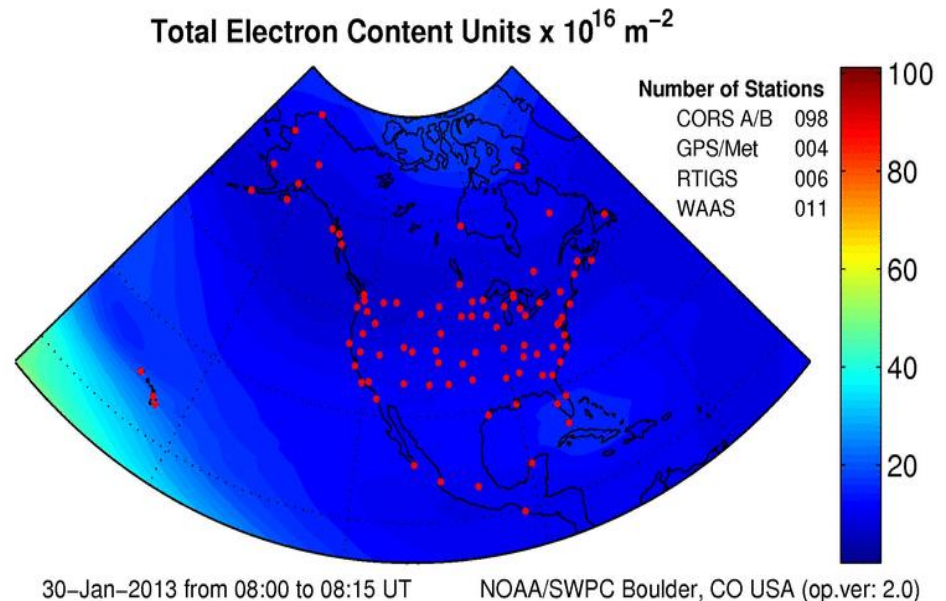 Total Electron Content Units x 10^16 m^−2
Number of Stations
CORS A/B 098
GPS/Met 004
RTIGS 006
WAAS 011
100
80
60
40
20
30−Jan−2013 from 08:00 to 08:15 UT
NOAA/SWPC Boulder, CO USA (op.ver: 2.0)